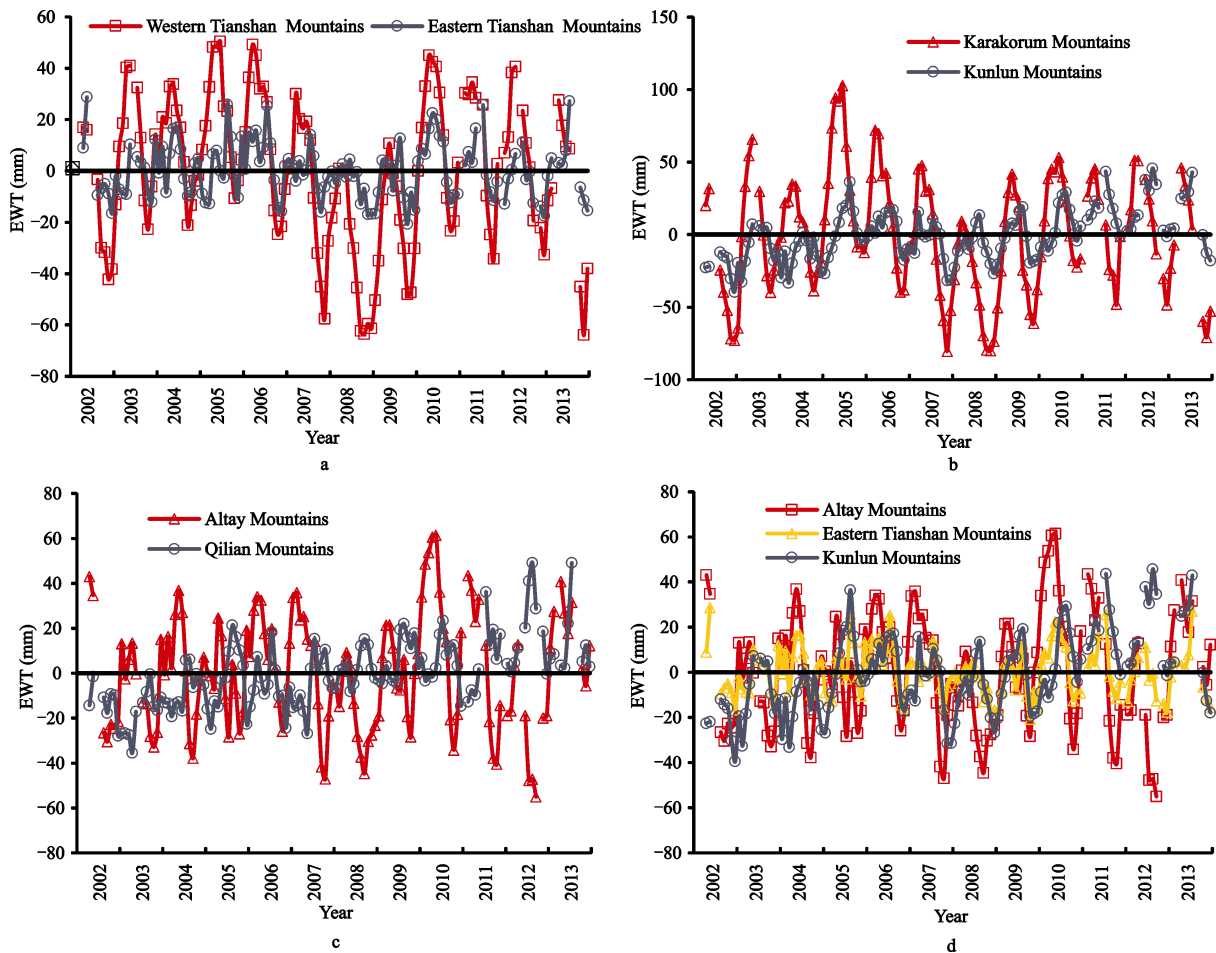 Western Tianshan Mountains
Eastern Tianshan Mountains
60
40
20
0
−20
−40
−60
−80
EWT (mm)
2002 2003 2004 2005 2006 2007 2008 2009 2010 2011 2012 2013
Year
a
Karakorum Mountains
Kunlun Mountains
150
100
50
0
−50
−100
EWT (mm)
2002 2003 2004 2005 2006 2007 2008 2009 2010 2011 2012 2013
Year
b
Altay Mountains
Qilian Mountains
80
60
40
20
0
−20
−40
−60
−80
EWT (mm)
2002 2003 2004 2005 2006 2007 2008 2009 2010 2011 2012 2013
Year
c
Altay Mountains
Eastern Tianshan Mountains
Kunlun Mountains
80
60
40
20
0
−20
−40
−60
−80
EWT (mm)
2002 2003 2004 2005 2006 2007 2008 2009 2010 2011 2012 2013
Year
d